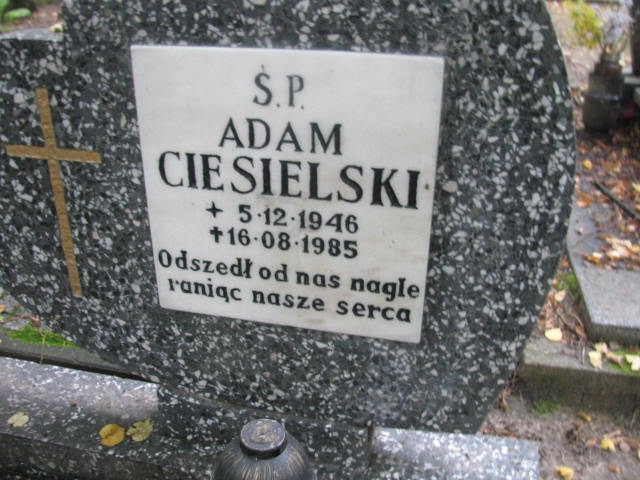 Ś.P.
ADAM
CIESIELSKI
+ 5·12·1946
✝16·08·1985
Odszedł od nas nagle
raniąc nasze serca